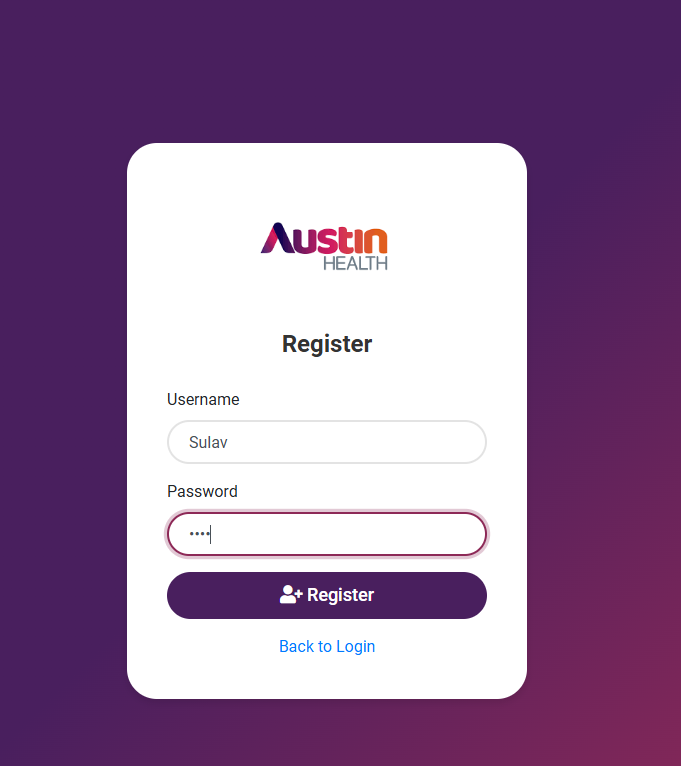 Austin
HEALTH
Register
Username
Sulav
Password
••••
Register
Back to Login